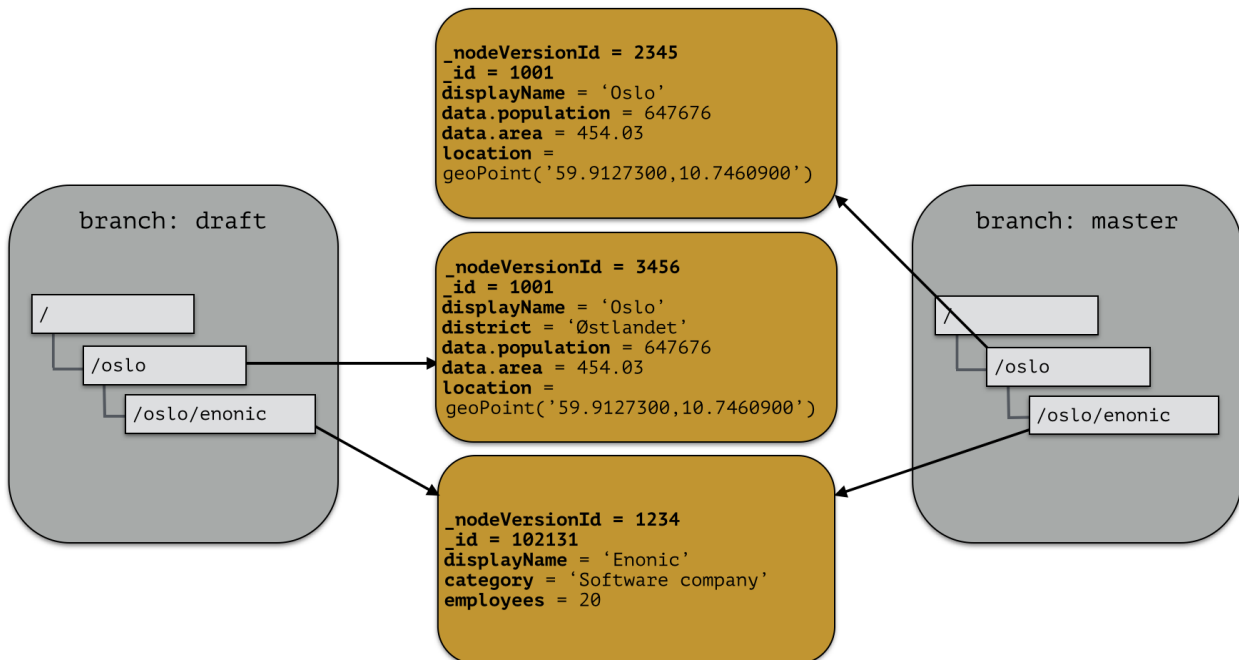 branch: draft
/
/oslo
/oslo/enonic
_nodeVersionId = 2345
_id = 1001
displayName = ‘Oslo’
data.population = 647676
data.area = 454.03
location =
geoPoint(’59.9127300,10.7460900’)
_nodeVersionId = 3456
_id = 1001
displayName = ‘Oslo’
district = ‘Østlandet’
data.population = 647676
data.area = 454.03
location =
geoPoint(’59.9127300,10.7460900’)
_nodeVersionId = 1234
_id = 102131
displayName = ‘Enonic’
category = ‘Software company’
employees = 20
branch: master
/
/oslo
/oslo/enonic